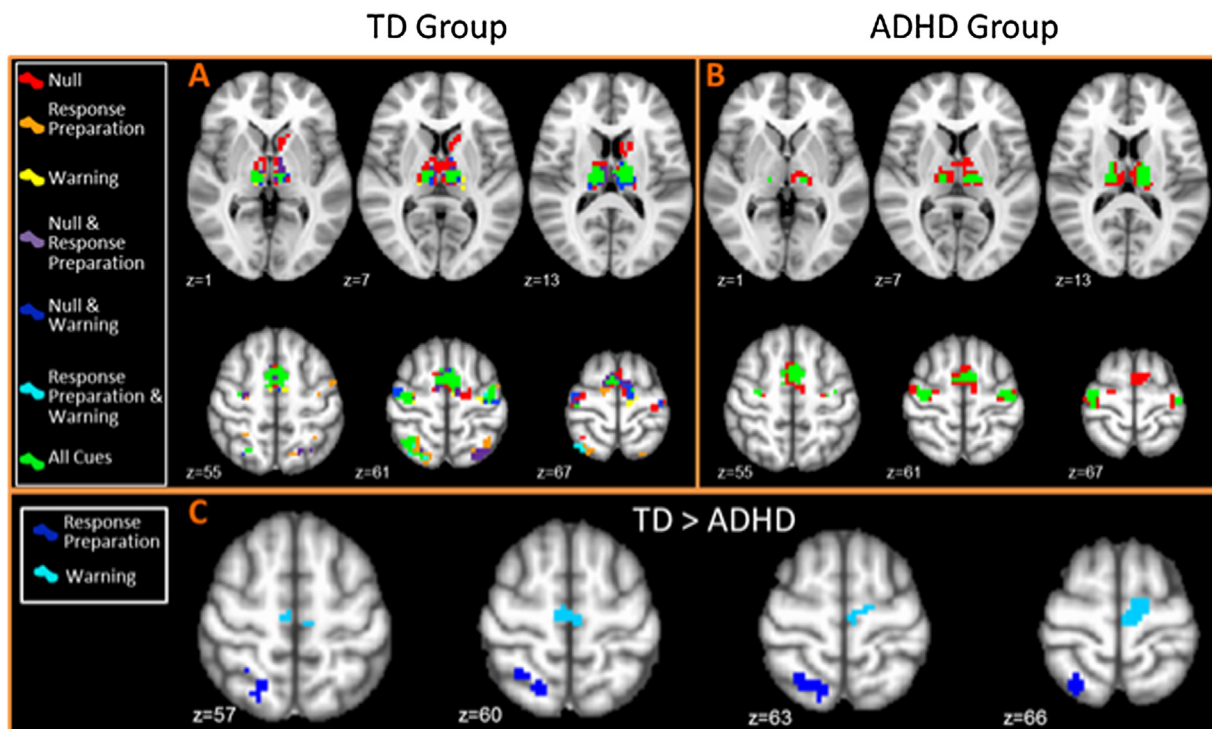 TD Group
ADHD Group
Null
Response
Preparation
Warning
Null &
Response
Preparation
Null &
Warning
Response
Preparation &
Warning
All Cues
A
z=1
z=7
z=13
z=55
z=61
z=67
B
z=1
z=7
z=13
z=55
z=61
z=67
Response
Preparation
Warning
C
TD > ADHD
z=57
z=60
z=63
z=66